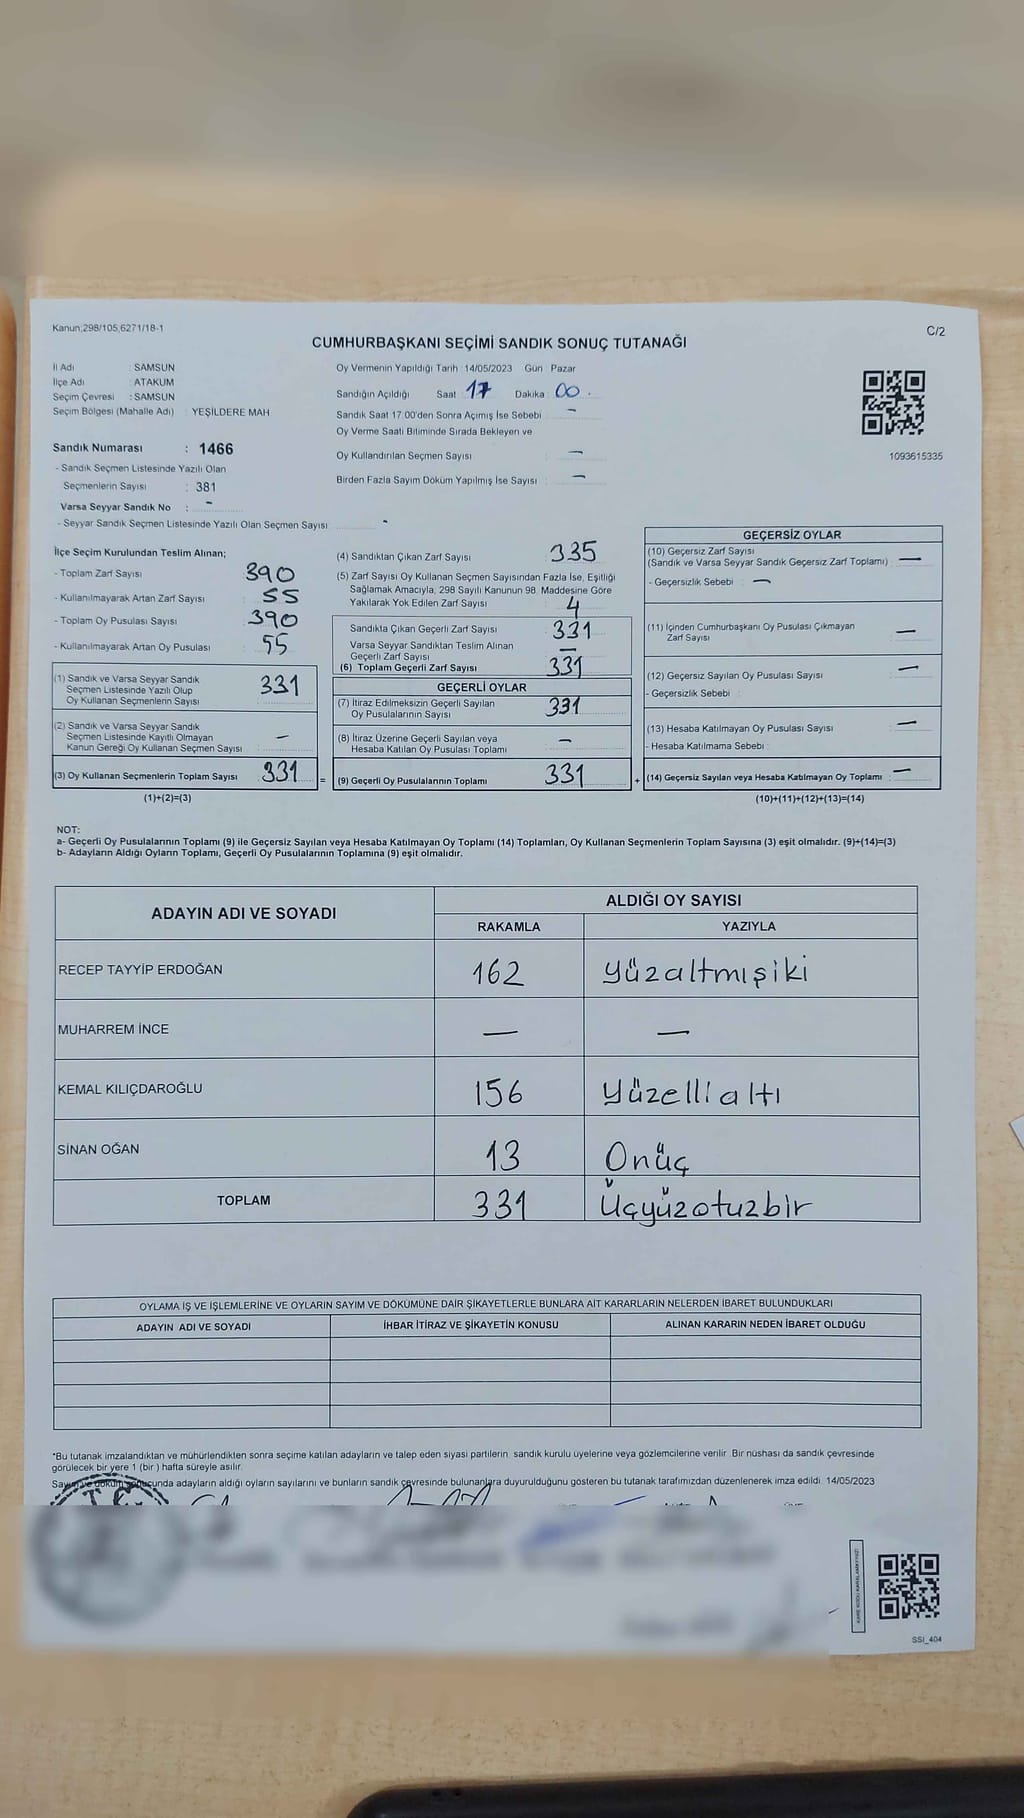 Kanun;298/105,6271/18-1
C/2
CUMHURBAŞKANI SEÇİMİ SANDIK SONUÇ TUTANAĞI
İl Adı SAMSUN
İlçe Adı ATAKUM
Seçim Çevresi : SAMSUN
Seçim Bölgesi (Mahalle Adı) : YEŞİLDERE MAH
Sandık Numarası : 1466
- Sandık Seçmen Listesinde Yazılı Olan
Seçmenlerin Sayısı : 381
Varsa Seyyar Sandık No : -
- Seyyar Sandık Seçmen Listesinde Yazılı Olan Seçmen Sayısı -
Oy Vermenin Yapıldığı Tarih 14/05/2023 Gün Pazar
Sandığın Açıldığı Saat 17 Dakika 00
Sandık Saat 17:00'den Sonra Açımış İse Sebebi -
Oy Verme Saati Bitiminde Sırada Bekleyen ve
Oy Kullandırılan Seçmen Sayısı : —
Birden Fazla Sayım Döküm Yapılmış İse Sayısı : —
1093615335
İlçe Seçim Kurulundan Teslim Alınan;
- Toplam Zarf Sayısı 390
- Kullanılmayarak Artan Zarf Sayısı 55
- Toplam Oy Pusulası Sayısı 390
- Kullanılmayarak Artan Oy Pusulası 55
(1) Sandık ve Varsa Seyyar Sandık
Seçmen Listesinde Yazılı Olup
Oy Kullanan Seçmenlerin Sayısı 331
(2) Sandık ve Varsa Seyyar Sandık
Seçmen Listesinde Kayıtlı Olmayan
Kanun Gereği Oy Kullanan Seçmen Sayısı —
(3) Oy Kullanan Seçmenlerin Toplam Sayısı 331 =
(1)+(2)=(3)
(4) Sandıktan Çıkan Zarf Sayısı 335
(5) Zarf Sayısı Oy Kullanan Seçmen Sayısından Fazla İse, Eşitliği
Sağlamak Amacıyla, 298 Sayılı Kanunun 98. Maddesine Göre
Yakılarak Yok Edilen Zarf Sayısı 4
Sandıkta Çıkan Geçerli Zarf Sayısı 331
Varsa Seyyar Sandıktan Teslim Alınan
Geçerli Zarf Sayısı —
(6) Toplam Geçerli Zarf Sayısı 331
GEÇERLİ OYLAR
(7) İtiraz Edilmeksizin Geçerli Sayılan
Oy Pusulalarının Sayısı 331
(8) İtiraz Üzerine Geçerli Sayılan veya
Hesaba Katılan Oy Pusulası Toplamı —
(9) Geçerli Oy Pusulalarının Toplamı 331 +
GEÇERSİZ OYLAR
(10) Geçersiz Zarf Sayısı
(Sandık ve Varsa Seyyar Sandık Geçersiz Zarf Toplamı) : —
- Geçersizlik Sebebi : —
(11) İçinden Cumhurbaşkanı Oy Pusulası Çıkmayan
Zarf Sayısı —
(12) Geçersiz Sayılan Oy Pusulası Sayısı —
- Geçersizlik Sebebi :
(13) Hesaba Katılmayan Oy Pusulası Sayısı —
- Hesaba Katılmama Sebebi :
(14) Geçersiz Sayılan veya Hesaba Katılmayan Oy Toplamı : —
(10)+(11)+(12)+(13)=(14)
NOT:
a- Geçerli Oy Pusulalarının Toplamı (9) ile Geçersiz Sayılan veya Hesaba Katılmayan Oy Toplamı (14) Toplamları, Oy Kullanan Seçmenlerin Toplam Sayısına (3) eşit olmalıdır. (9)+(14)=(3)
b- Adayların Aldığı Oyların Toplamı, Geçerli Oy Pusulalarının Toplamına (9) eşit olmalıdır.
ADAYIN ADI VE SOYADI
ALDIĞI OY SAYISI
RAKAMLA YAZIYLA
RECEP TAYYİP ERDOĞAN 162 Yüzaltmışiki
MUHARREM İNCE — —
KEMAL KILIÇDAROĞLU 156 Yüzellialtı
SİNAN OĞAN 13 Onüç
TOPLAM 331 Üçyüzotuzbir
OYLAMA İŞ VE İŞLEMLERİNE VE OYLARIN SAYIM VE DÖKÜMÜNE DAİR ŞİKAYETLERLE BUNLARA AİT KARARLARIN NELERDEN İBARET BULUNDUKLARI
ADAYIN ADI VE SOYADI İHBAR İTİRAZ VE ŞİKAYETİN KONUSU ALINAN KARARIN NEDEN İBARET OLDUĞU
*Bu tutanak imzalandıktan ve mühürlendikten sonra seçime katılan adayların ve talep eden siyasi partilerin sandık kurulu üyelerine veya gözlemcilerine verilir. Bir nüshası da sandık çevresinde
görülecek bir yere 1 (bir ) hafta süreyle asılır.
Sayım ve döküm sonucunda adayların aldığı oyların sayılarını ve bunların sandık çevresinde bulunanlara duyurulduğunu gösteren bu tutanak tarafımızdan düzenlenerek imza edildi. 14/05/2023
SSI_404